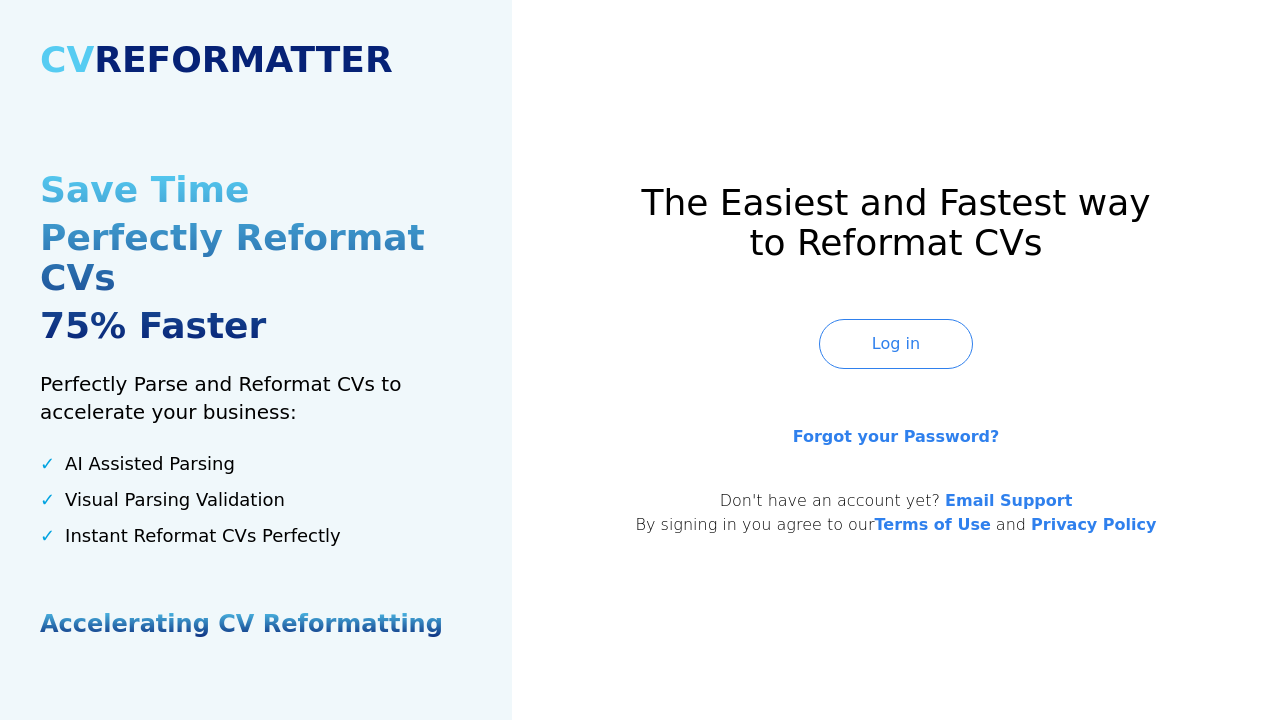 CVREFORMATTER
Save Time
Perfectly Reformat
CVs
75% Faster
Perfectly Parse and Reformat CVs to
accelerate your business:
✓ AI Assisted Parsing
✓ Visual Parsing Validation
✓ Instant Reformat CVs Perfectly
Accelerating CV Reformatting
The Easiest and Fastest way
to Reformat CVs
Log in
Forgot your Password?
Don't have an account yet? Email Support
By signing in you agree to ourTerms of Use and Privacy Policy